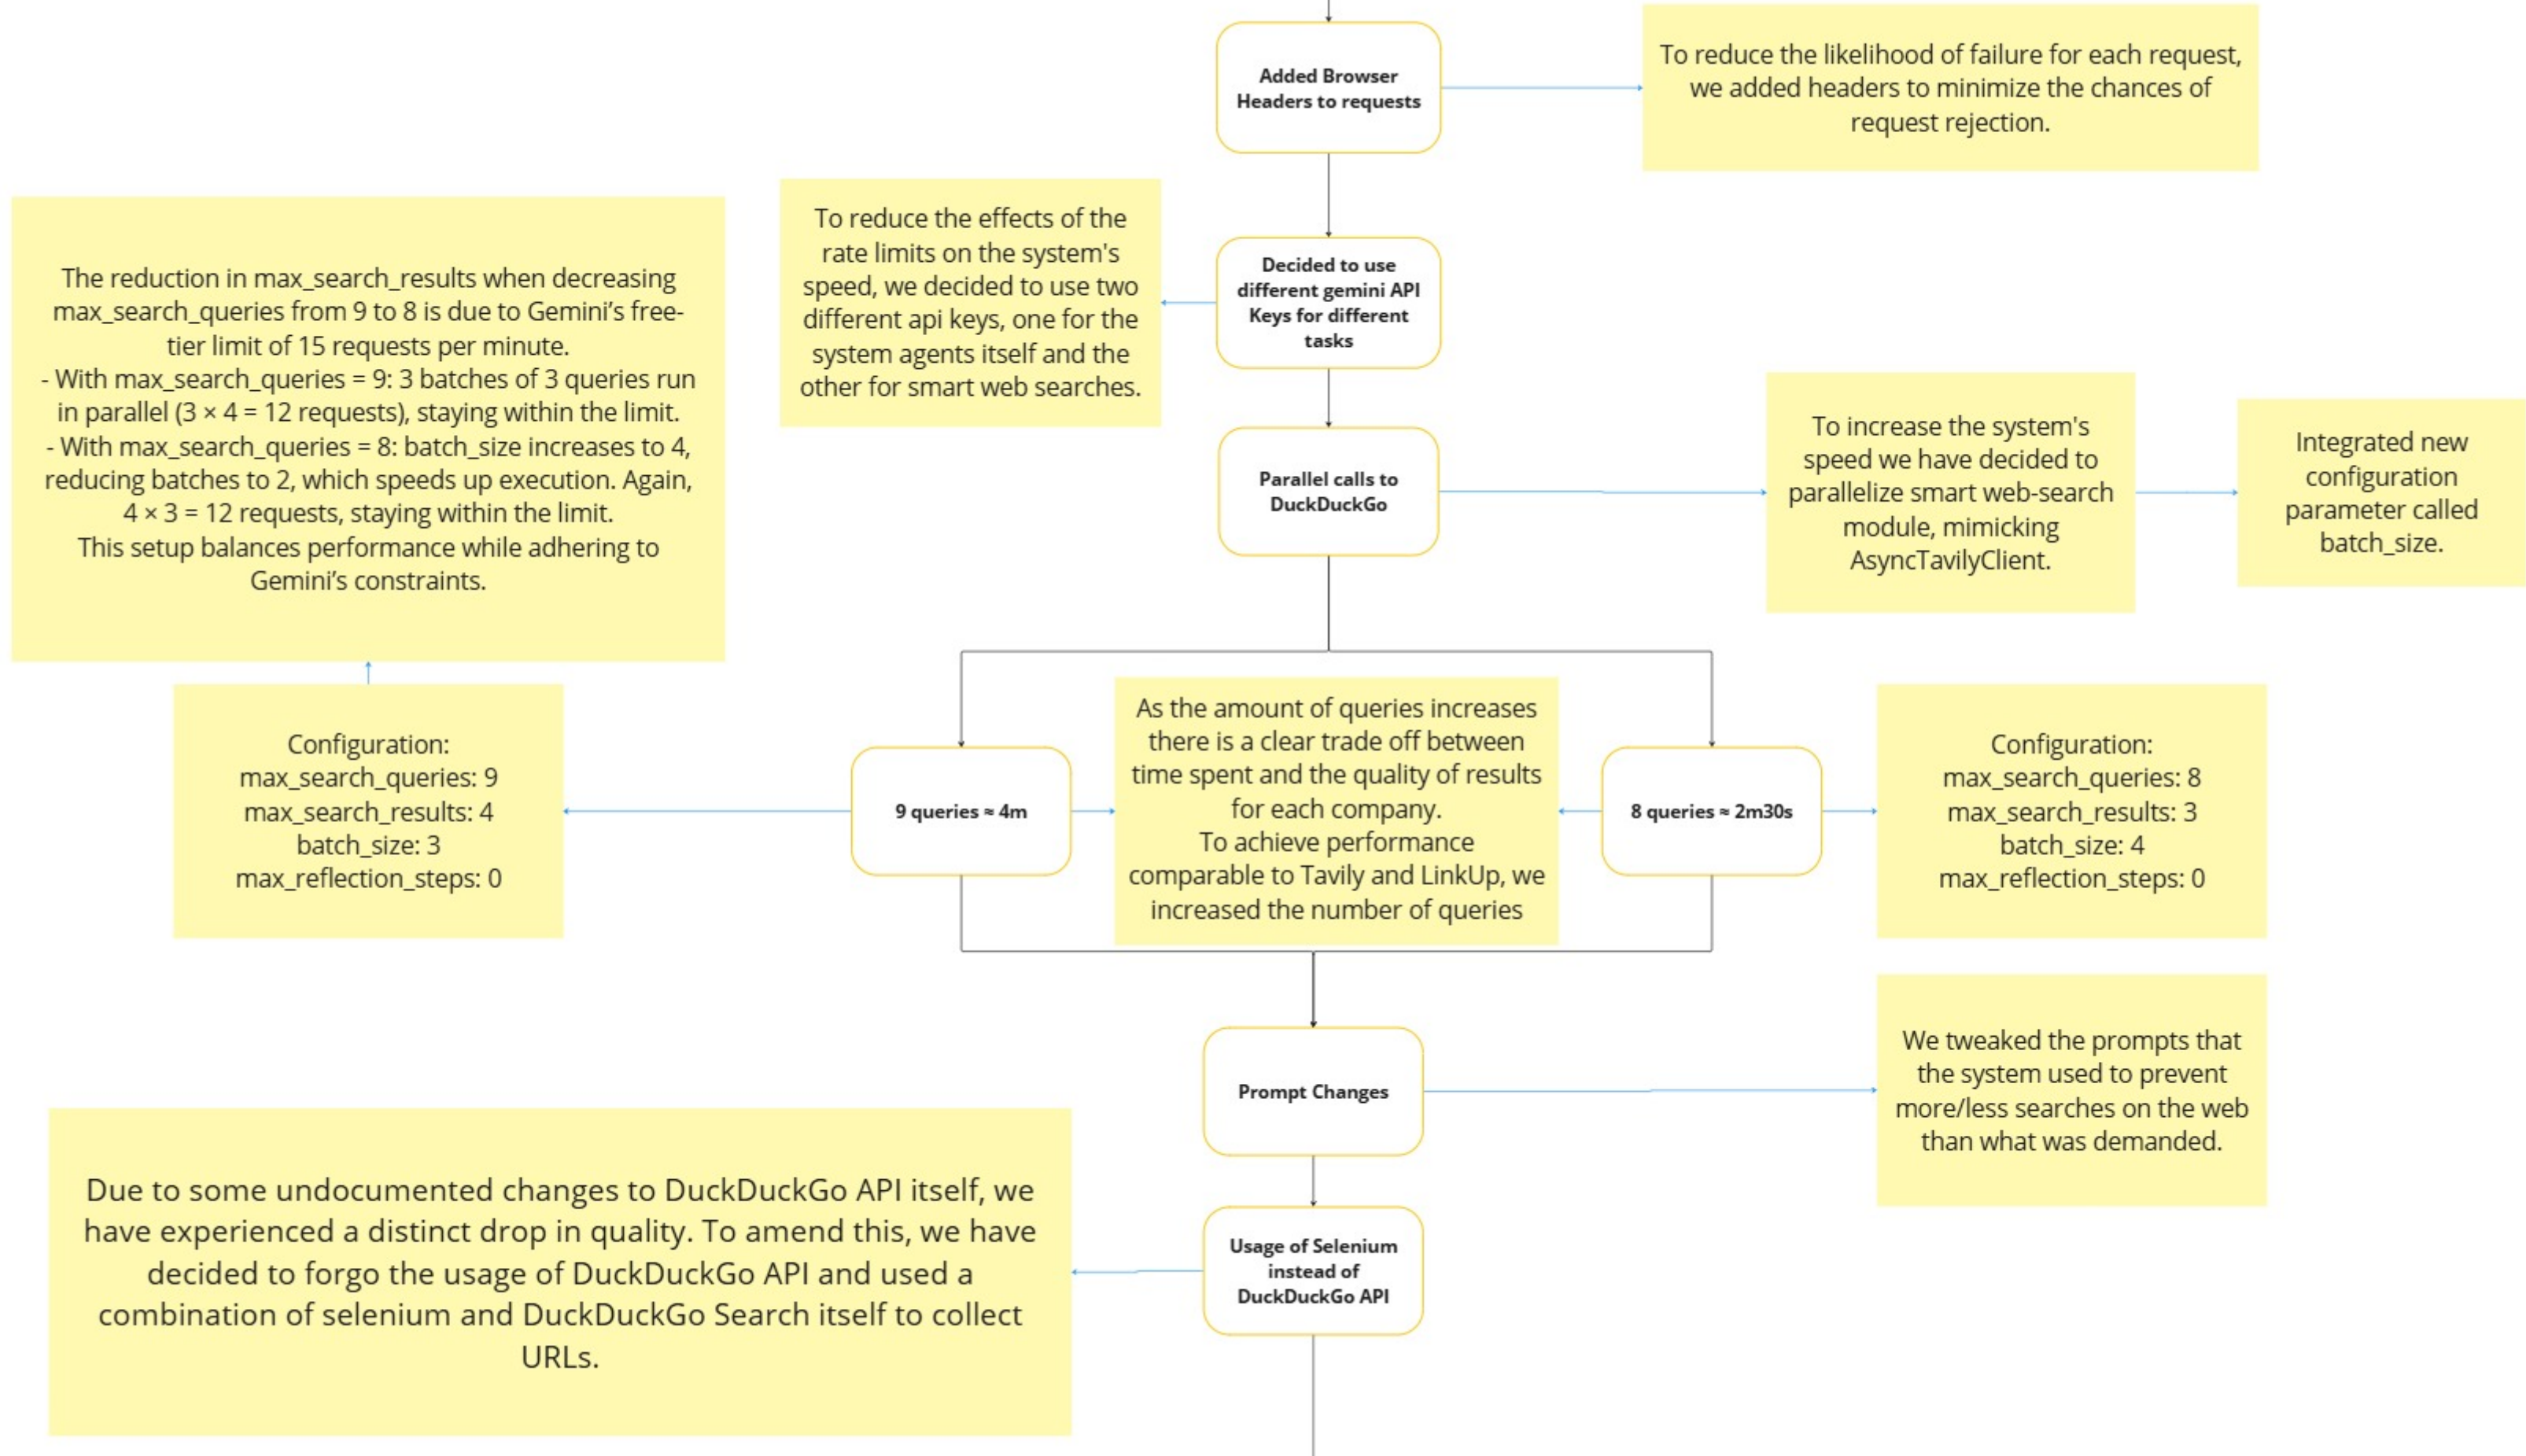 Added Browser
Headers to requests
To reduce the likelihood of failure for each request,
we added headers to minimize the chances of
request rejection.
To reduce the effects of the
rate limits on the system's
speed, we decided to use two
different api keys, one for the
system agents itself and the
other for smart web searches.
Decided to use
different gemini API
Keys for different
tasks
The reduction in max_search_results when decreasing
max_search_queries from 9 to 8 is due to Gemini’s free-
tier limit of 15 requests per minute.
- With max_search_queries = 9: 3 batches of 3 queries run
in parallel (3 × 4 = 12 requests), staying within the limit.
- With max_search_queries = 8: batch_size increases to 4,
reducing batches to 2, which speeds up execution. Again,
4 × 3 = 12 requests, staying within the limit.
This setup balances performance while adhering to
Gemini’s constraints.
Parallel calls to
DuckDuckGo
To increase the system's
speed we have decided to
parallelize smart web-search
module, mimicking
AsyncTavilyClient.
Integrated new
configuration
parameter called
batch_size.
Configuration:
max_search_queries: 9
max_search_results: 4
batch_size: 3
max_reflection_steps: 0
9 queries ≈ 4m
As the amount of queries increases
there is a clear trade off between
time spent and the quality of results
for each company.
To achieve performance
comparable to Tavily and LinkUp, we
increased the number of queries
8 queries ≈ 2m30s
Configuration:
max_search_queries: 8
max_search_results: 3
batch_size: 4
max_reflection_steps: 0
Prompt Changes
We tweaked the prompts that
the system used to prevent
more/less searches on the web
than what was demanded.
Due to some undocumented changes to DuckDuckGo API itself, we
have experienced a distinct drop in quality. To amend this, we have
decided to forgo the usage of DuckDuckGo API and used a
combination of selenium and DuckDuckGo Search itself to collect
URLs.
Usage of Selenium
instead of
DuckDuckGo API